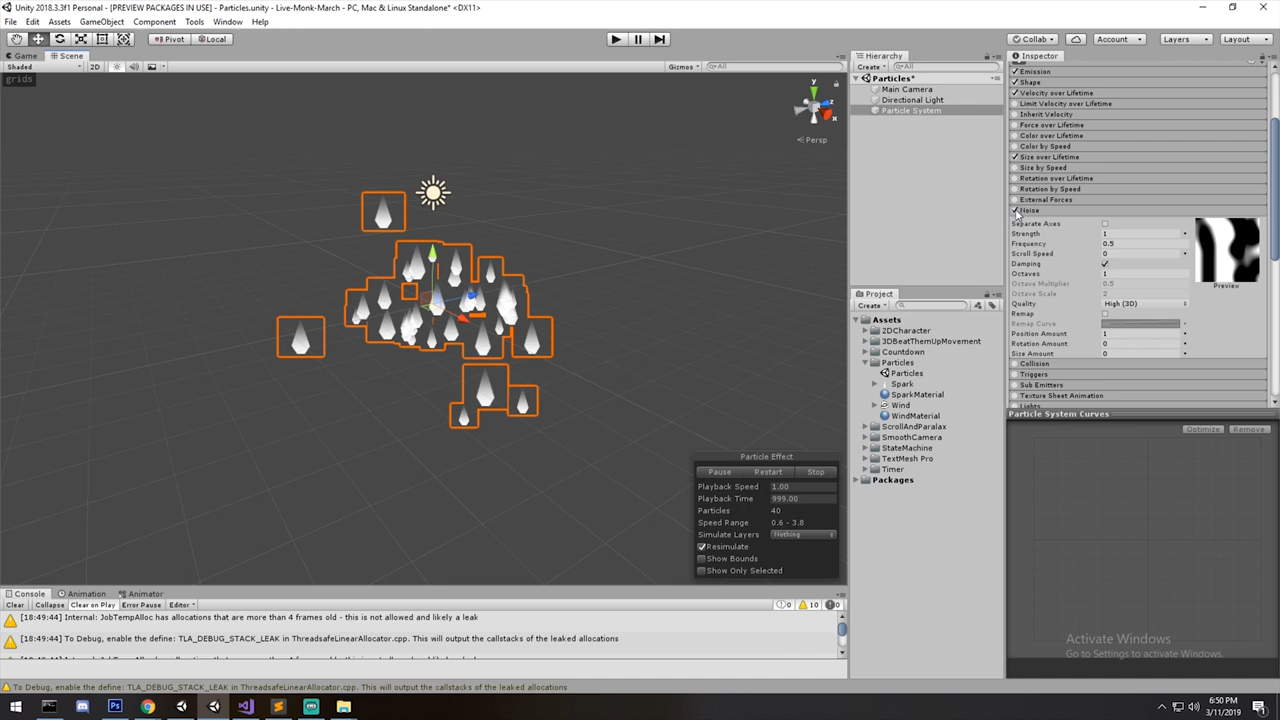 Unity 2018.3.3f1 Personal - [PREVIEW PACKAGES IN USE] - Particles.unity - Live-Monk-March - PC, Mac & Linux Standalone* <DX11>
File Edit Assets GameObject Component Tools Window Help
Pivot Local
Collab Account Layers Layout
Game Scene
Shaded 2D Gizmos All
grids
y
z
x
Persp
Hierarchy
Create All
Particles*
Main Camera
Directional Light
Particle System
Project
Create
Assets
2DCharacter
3DBeatThemUpMovement
Countdown
Particles
Particles
Spark
SparkMaterial
Wind
WindMaterial
ScrollAndParalax
SmoothCamera
StateMachine
TextMesh Pro
Timer
Packages
Inspector
Emission
Shape
Velocity over Lifetime
Limit Velocity over Lifetime
Inherit Velocity
Force over Lifetime
Color over Lifetime
Color by Speed
Size over Lifetime
Size by Speed
Rotation over Lifetime
Rotation by Speed
External Forces
Noise
Separate Axes
Strength 1
Frequency 0.5
Scroll Speed 0
Damping
Octaves 1
Octave Multiplier 0.5
Octave Scale 2
Quality High (3D)
Remap
Remap Curve
Position Amount 1
Rotation Amount 0
Size Amount 0
Preview
Collision
Triggers
Sub Emitters
Texture Sheet Animation
Lights
Particle System Curves
Optimize Remove
Particle Effect
Pause Restart Stop
Playback Speed 1.00
Playback Time 999.00
Particles 40
Speed Range 0.6 - 3.8
Simulate Layers Nothing
Resimulate
Show Bounds
Show Only Selected
Console Animation Animator
Clear Collapse Clear on Play Error Pause Editor 0 10 0
[18:49:44] Internal: JobTempAlloc has allocations that are more than 4 frames old - this is not allowed and likely a leak
[18:49:44] To Debug, enable the define: TLA_DEBUG_STACK_LEAK in ThreadsafeLinearAllocator.cpp. This will output the callstacks of the leaked allocations
To Debug, enable the define: TLA_DEBUG_STACK_LEAK in ThreadsafeLinearAllocator.cpp. This will output the callstacks of the leaked allocations
Activate Windows
Go to Settings to activate Windows.
6:50 PM
3/11/2019